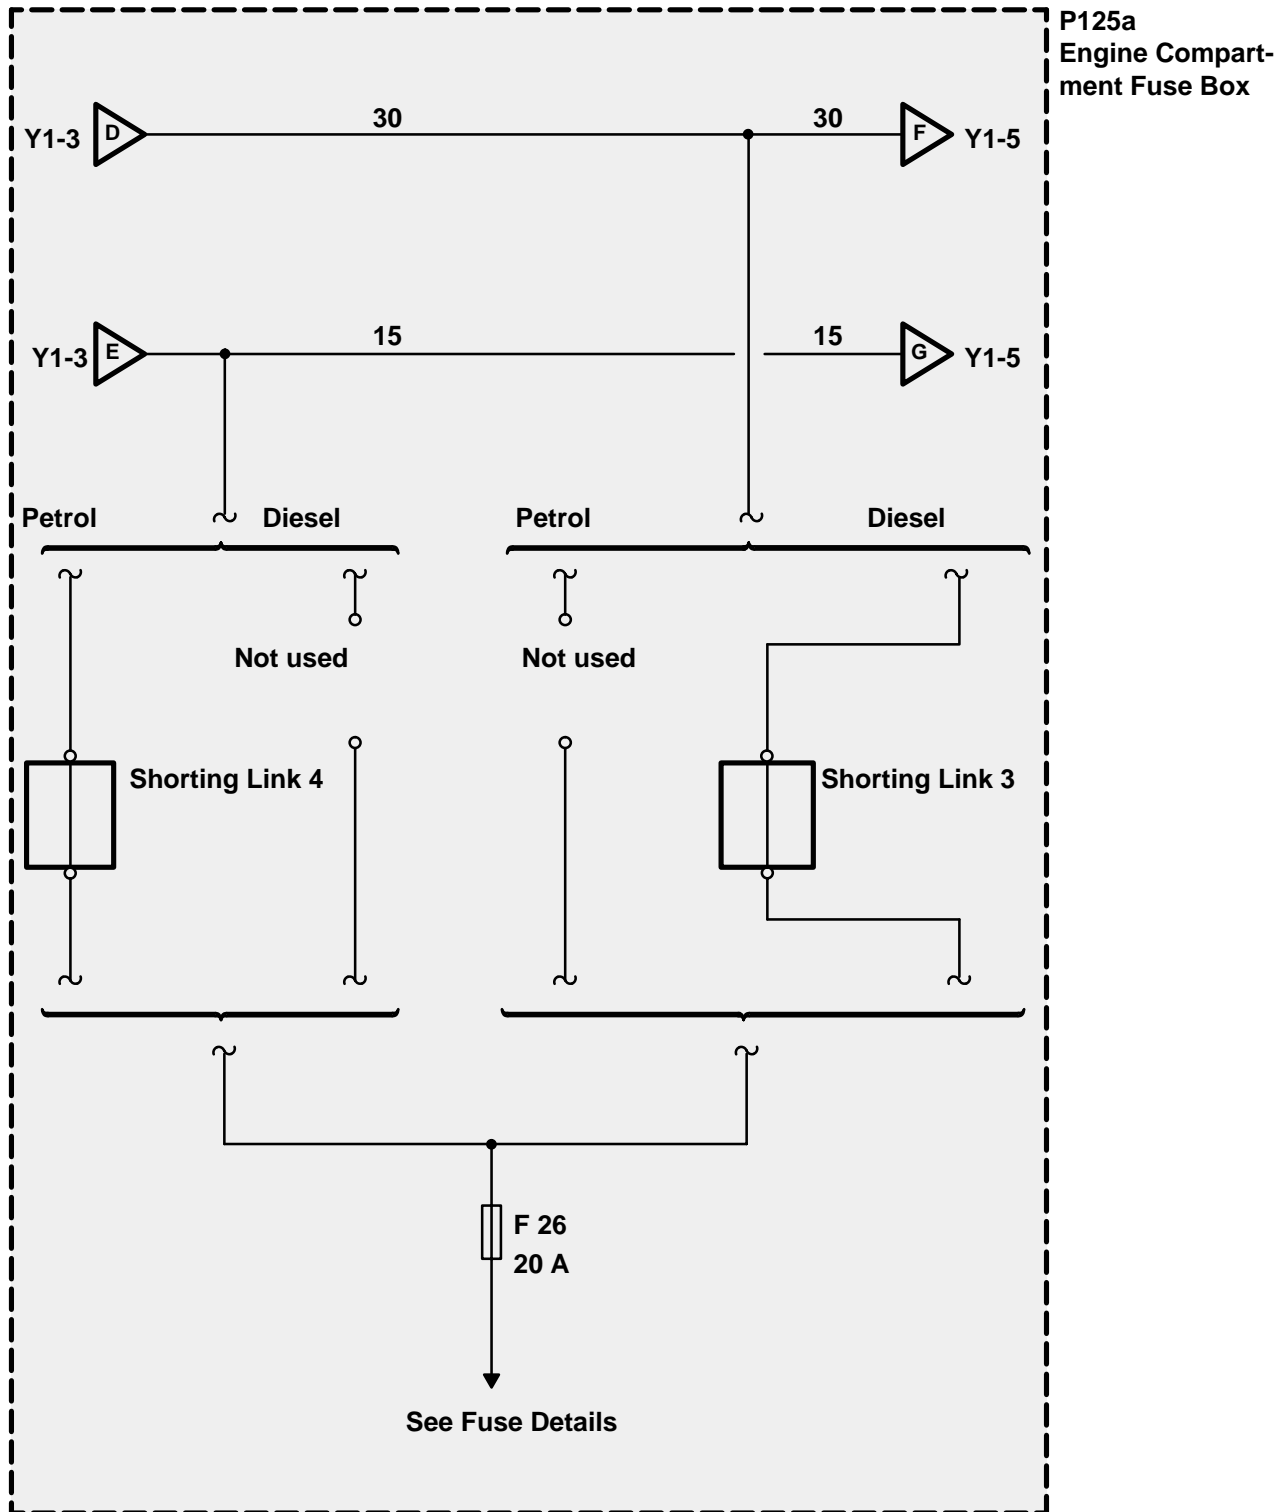 P125a
Engine Compart-
ment Fuse Box
Y1-3 D 30 30 F Y1-5
Y1-3 E 15 15 G Y1-5
Petrol Diesel Petrol Diesel
Not used Not used
Shorting Link 4 Shorting Link 3
F 26
20 A
See Fuse Details